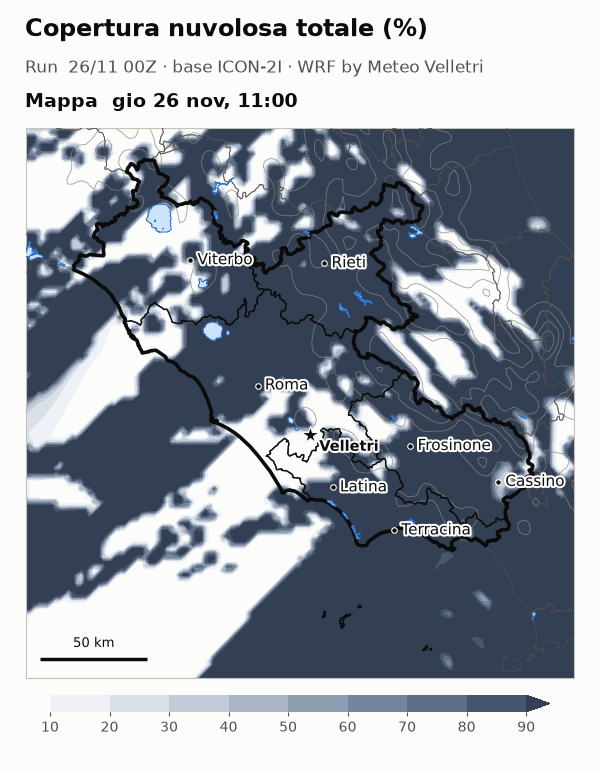 Copertura nuvolosa totale (%)
Run 26/11 00Z · base ICON-2I · WRF by Meteo Velletri
Mappa gio 26 nov, 11:00
Viterbo
Rieti
Roma
Velletri
Frosinone
Latina
Cassino
Terracina
50 km
10 20 30 40 50 60 70 80 90